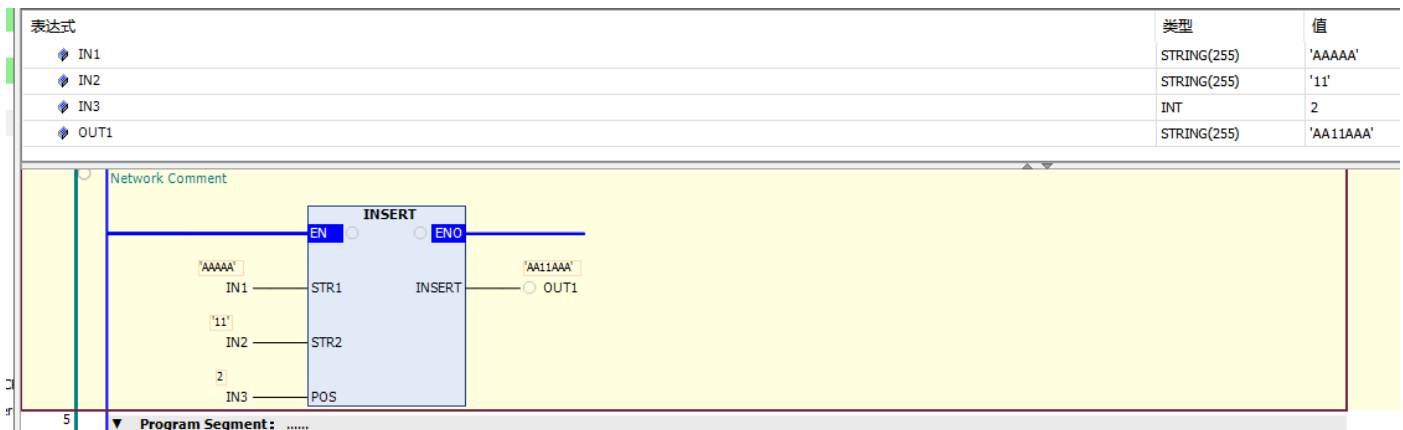 表达式 类型 值
IN1 STRING(255) 'AAAAA'
IN2 STRING(255) '11'
IN3 INT 2
OUT1 STRING(255) 'AA11AAA'
Network Comment
INSERT
EN ENO
'AAAAA' 'AA11AAA'
IN1 STR1 INSERT OUT1
'11'
IN2 STR2
2
IN3 POS
5 ▼ Program Segment: ......